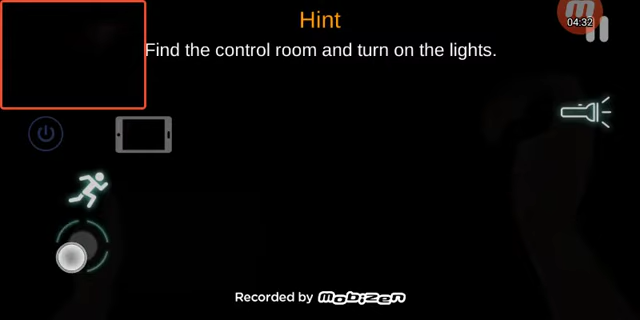 Hint
04:32
Find the control room and turn on the lights.
Recorded by mobizen